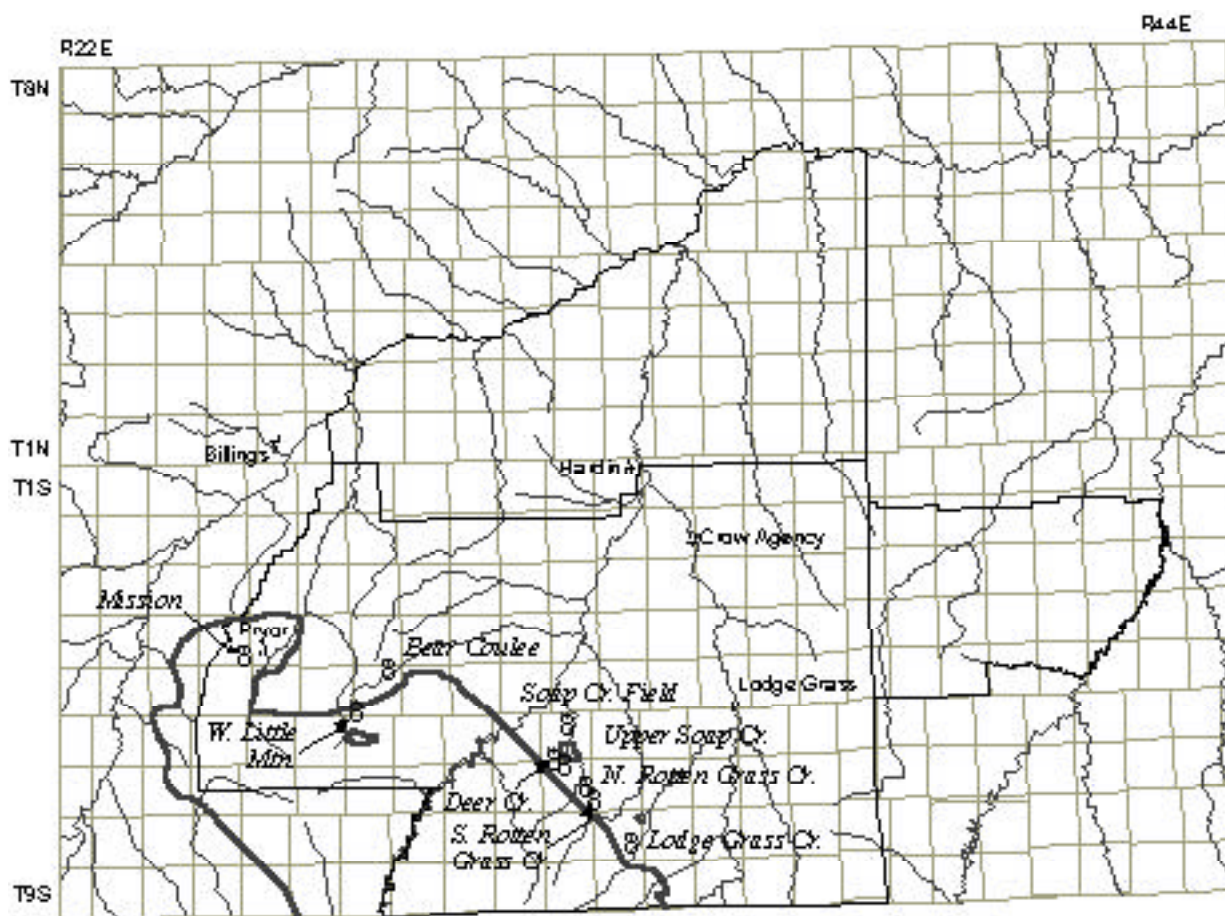 R22E
R44E
T8N
T1N
T1S
Billings
Hardin
Crow Agency
Mission
Pryor
Bear Coulee
Lodge Grass
Soap Cr. Field
W. Little
Mtn
Upper Soap Cr.
N. Rotten Grass Cr.
Deer Cr.
S. Rotten
Grass Cr.
Lodge Grass Cr.
T9S